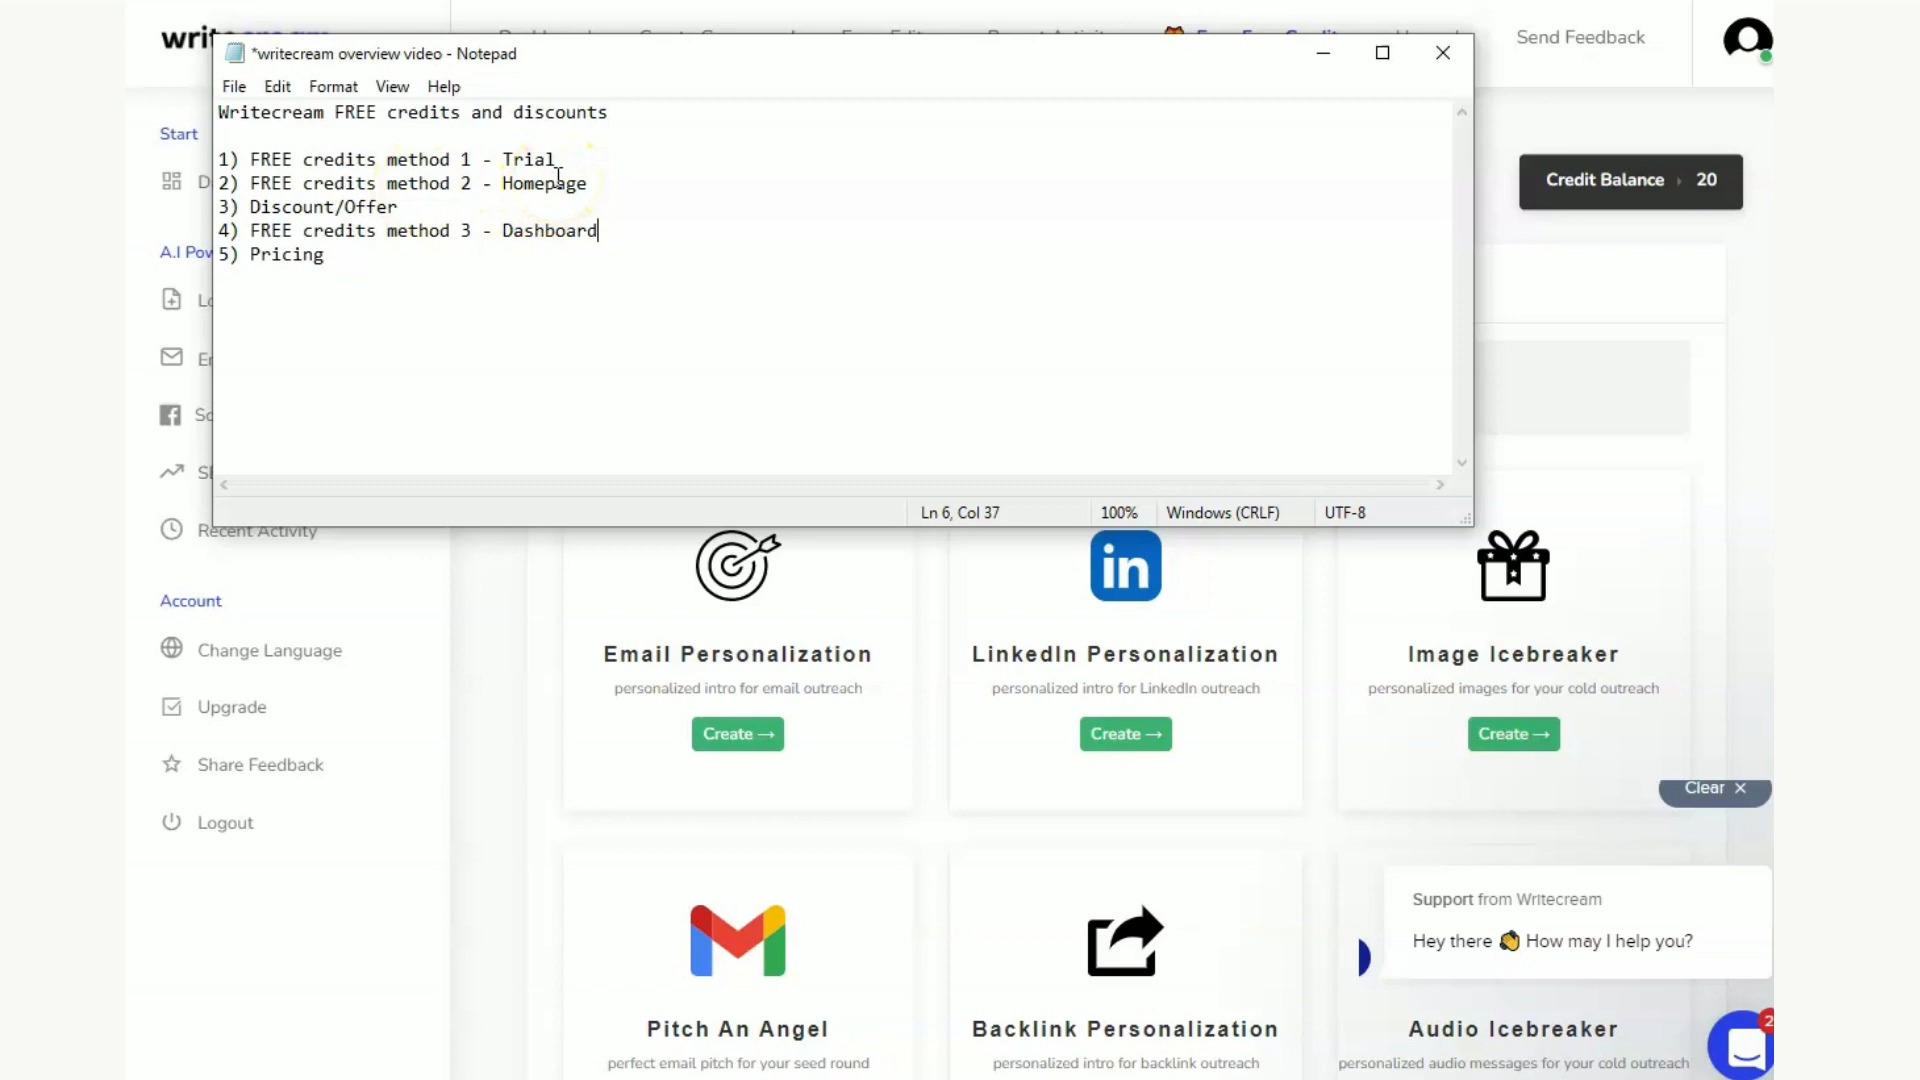 writ
Send Feedback
*writecream overview video - Notepad
File Edit Format View Help
Writecream FREE credits and discounts
1) FREE credits method 1 - Trial
2) FREE credits method 2 - Homepage
3) Discount/Offer
4) FREE credits method 3 - Dashboard
5) Pricing
Ln 6, Col 37 100% Windows (CRLF) UTF-8
Start
D
A.I Pow
Lo
Em
So
Recent Activity
Account
Change Language
Upgrade
Share Feedback
Logout
Credit Balance › 20
Email Personalization
personalized intro for email outreach
Create →
LinkedIn Personalization
personalized intro for LinkedIn outreach
Create →
Image Icebreaker
personalized images for your cold outreach
Create →
Clear ×
Pitch An Angel
perfect email pitch for your seed round
Backlink Personalization
personalized intro for backlink outreach
Audio Icebreaker
personalized audio messages for your cold outreach
Support from Writecream
Hey there 👋 How may I help you?
2